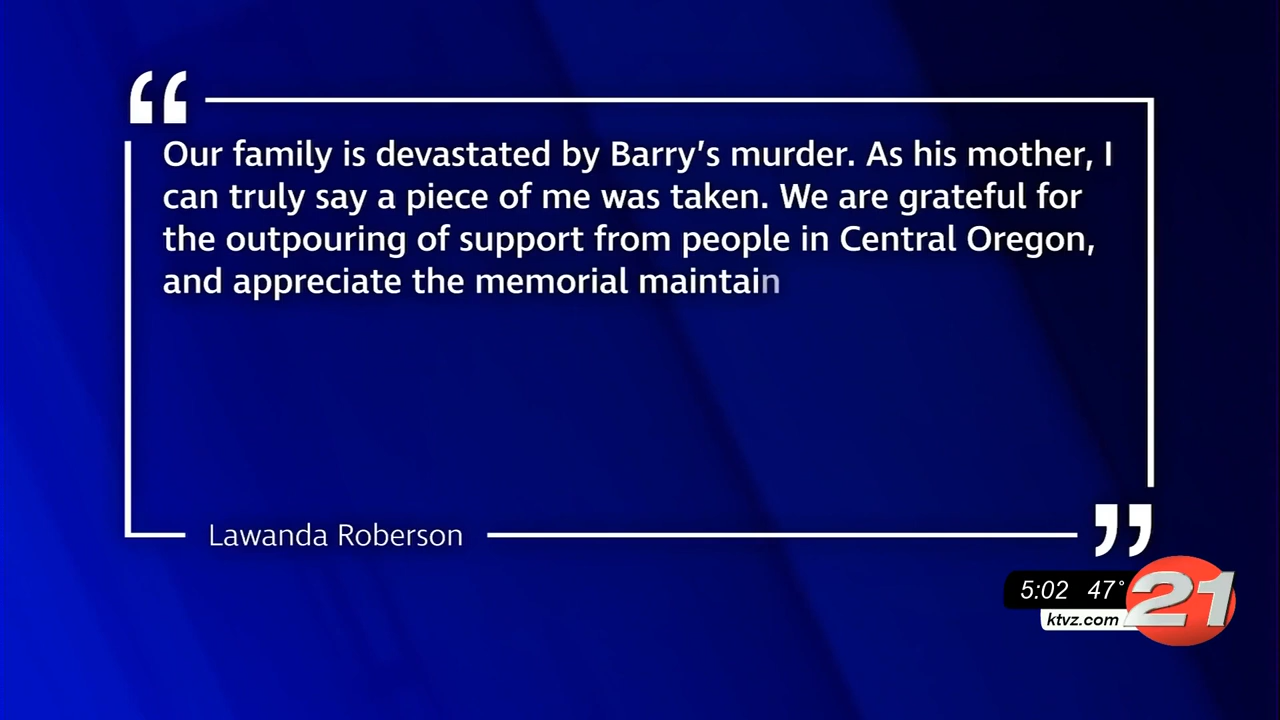 “
Our family is devastated by Barry’s murder. As his mother, I
can truly say a piece of me was taken. We are grateful for
the outpouring of support from people in Central Oregon,
and appreciate the memorial maintain
Lawanda Roberson
”
5:02 47°
ktvz.com
21